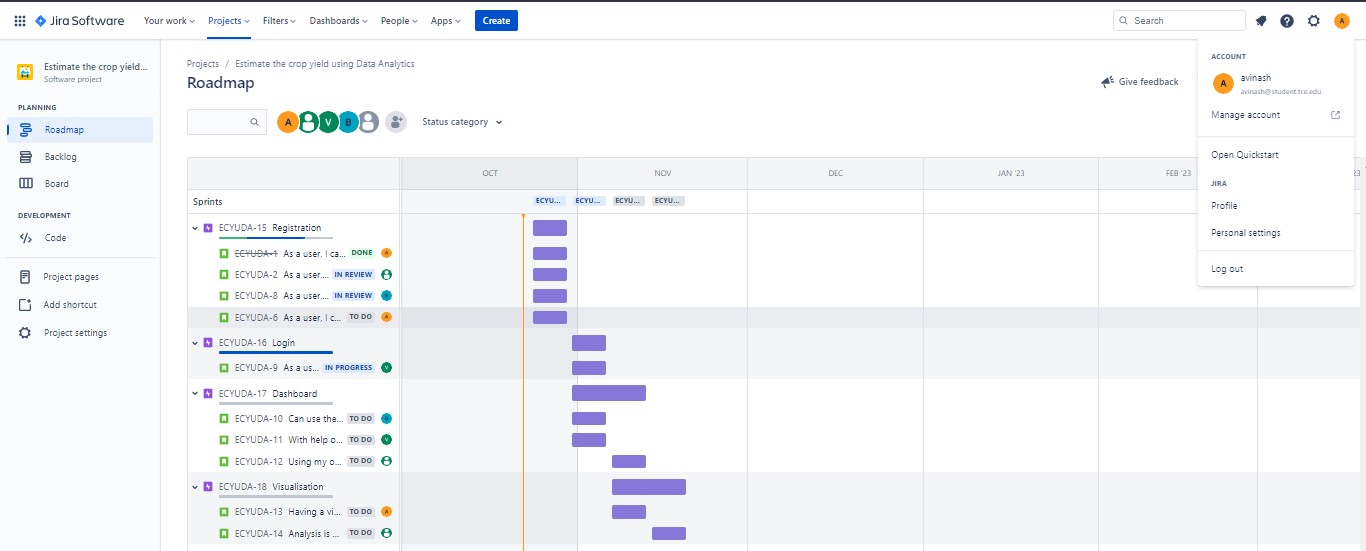 Jira Software Your work Projects Filters Dashboards People Apps Create Search A
Estimate the crop yield...
Software project
PLANNING
Roadmap
Backlog
Board
DEVELOPMENT
Code
Project pages
Add shortcut
Project settings
Projects / Estimate the crop yield using Data Analytics
Roadmap
Give feedback
A V B
Status category
ACCOUNT
A
avinash
avinash@student.tce.edu
Manage account
Open Quickstart
JIRA
Profile
Personal settings
Log out
OCT NOV DEC JAN '23 FEB '23
Sprints ECYU... ECYU... ECYU... ECYU...
ECYUDA-15 Registration
ECYUDA-1 As a user, I ca... DONE A
ECYUDA-2 As a user,... IN REVIEW
ECYUDA-8 As a user,... IN REVIEW
ECYUDA-6 As a user, I c... TO DO A
ECYUDA-16 Login
ECYUDA-9 As a us... IN PROGRESS V
ECYUDA-17 Dashboard
ECYUDA-10 Can use the... TO DO
ECYUDA-11 With help o... TO DO V
ECYUDA-12 Using my o... TO DO
ECYUDA-18 Visualisation
ECYUDA-13 Having a vi... TO DO A
ECYUDA-14 Analysis is ... TO DO